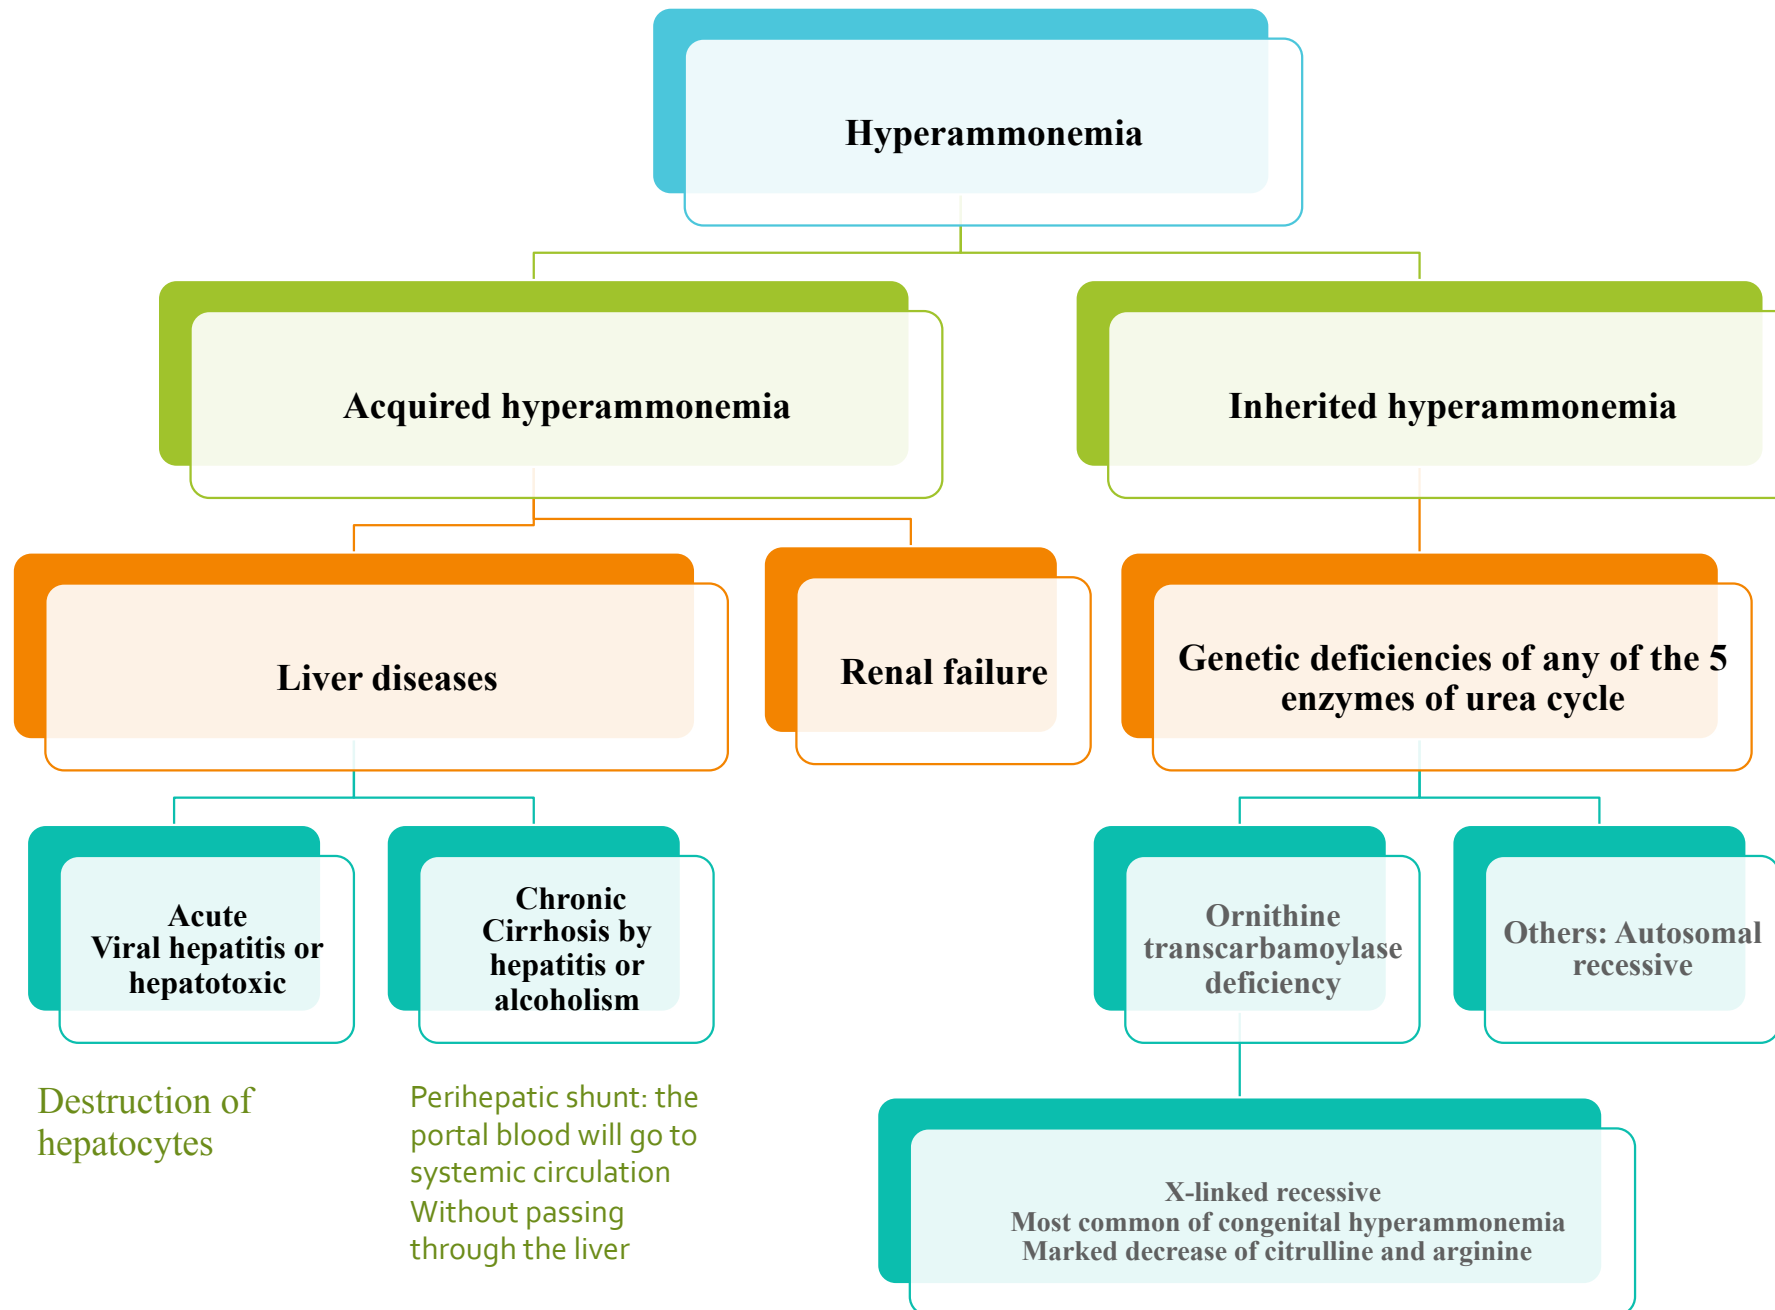 Hyperammonemia
Acquired hyperammonemia
Inherited hyperammonemia
Liver diseases
Renal failure
Genetic deficiencies of any of the 5
enzymes of urea cycle
Acute
Viral hepatitis or
hepatotoxic
Chronic
Cirrhosis by
hepatitis or
alcoholism
Ornithine
transcarbamoylase
deficiency
Others: Autosomal
recessive
Destruction of
hepatocytes
Perihepatic shunt: the
portal blood will go to
systemic circulation
Without passing
through the liver
X-linked recessive
Most common of congenital hyperammonemia
Marked decrease of citrulline and arginine